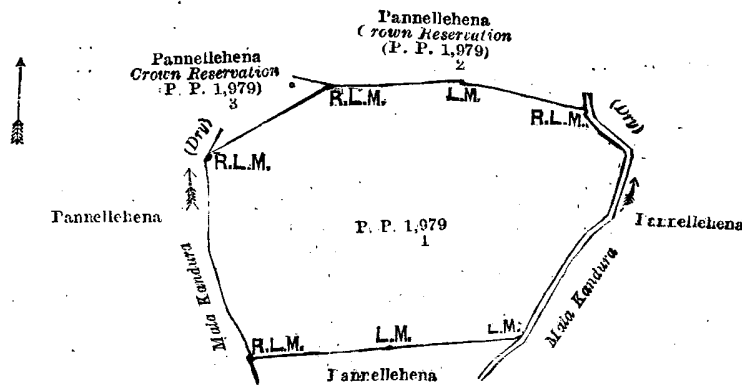 Pannellehena
Crown Reservation
(P. P. 1,979)
2
Pannellehena
Crown Reservation
(P. P. 1,979)
3
R.L.M.
L.M.
R.L.M.
(Dry)
(Dry)
R.L.M.
Pannellehena
P. P. 1,979
1
Pannellehena
Mala Kandura
Mala Kandura
R.L.M.
L.M.
L.M.
Pannellehena